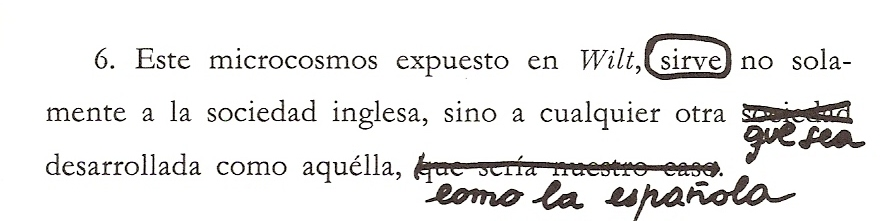 6. Este microcosmos expuesto en Wilt, sirve no sola-
mente a la sociedad inglesa, sino a cualquier otra sociedad
que sea
desarrollada como aquélla, que sería nuestro caso.
como la española